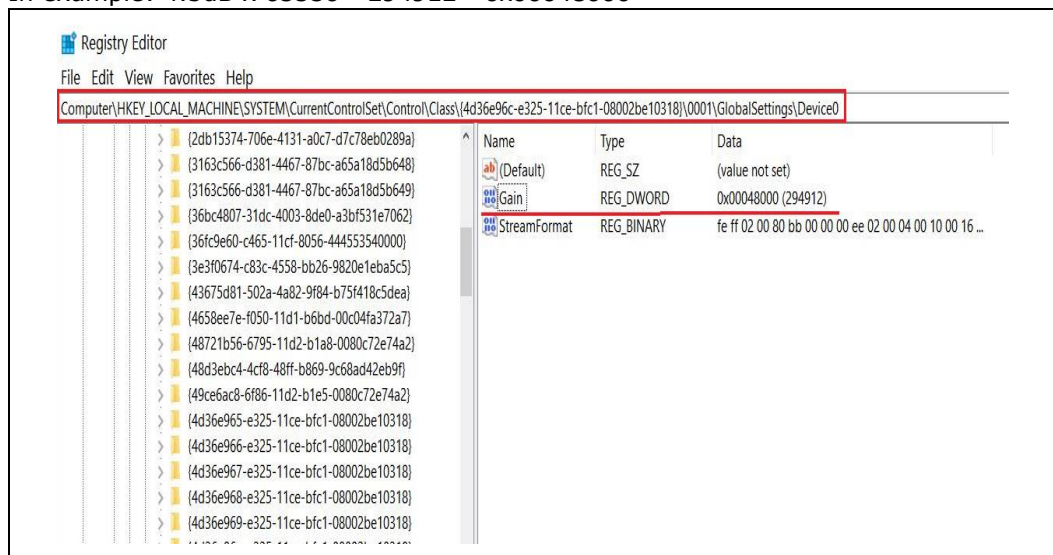 Registry Editor
File Edit View Favorites Help
Computer\HKEY_LOCAL_MACHINE\SYSTEM\CurrentControlSet\Control\Class\{4d36e96c-e325-11ce-bfc1-08002be10318}\0001\GlobalSettings\Device0
{2db15374-706e-4131-a0c7-d7c78eb0289a}
{3163c566-d381-4467-87bc-a65a18d5b648}
{3163c566-d381-4467-87bc-a65a18d5b649}
{36bc4807-31dc-4003-8de0-a3bf531e7062}
{36fc9e60-c465-11cf-8056-444553540000}
{3e3f0674-c83c-4558-bb26-9820e1eba5c5}
{43675d81-502a-4a82-9f84-b75f418c5dea}
{4658ee7e-f050-11d1-b6bd-00c04fa372a7}
{48721b56-6795-11d2-b1a8-0080c72e74a2}
{48d3ebc4-4cf8-48ff-b869-9c68ad42eb9f}
{49ce6ac8-6f86-11d2-b1e5-0080c72e74a2}
{4d36e965-e325-11ce-bfc1-08002be10318}
{4d36e966-e325-11ce-bfc1-08002be10318}
{4d36e967-e325-11ce-bfc1-08002be10318}
{4d36e968-e325-11ce-bfc1-08002be10318}
{4d36e969-e325-11ce-bfc1-08002be10318}
Name Type Data
(Default) REG_SZ (value not set)
Gain REG_DWORD 0x00048000 (294912)
StreamFormat REG_BINARY fe ff 02 00 80 bb 00 00 00 ee 02 00 04 00 10 00 16 ...